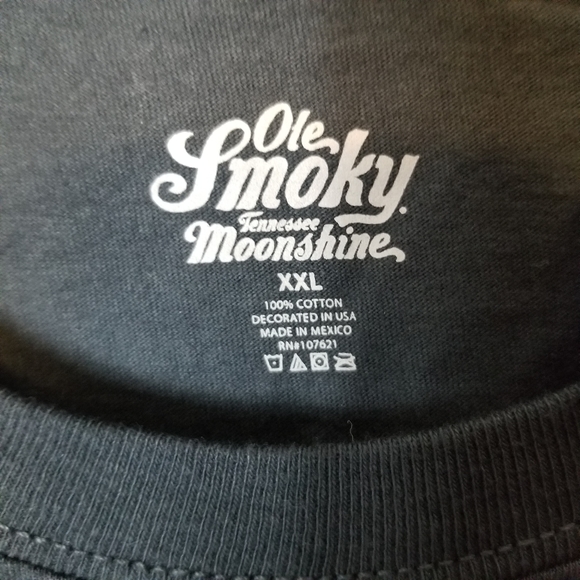 Ole
Smoky.
Tennessee
Moonshine
XXL
100% COTTON
DECORATED IN USA
MADE IN MEXICO
RN#107621